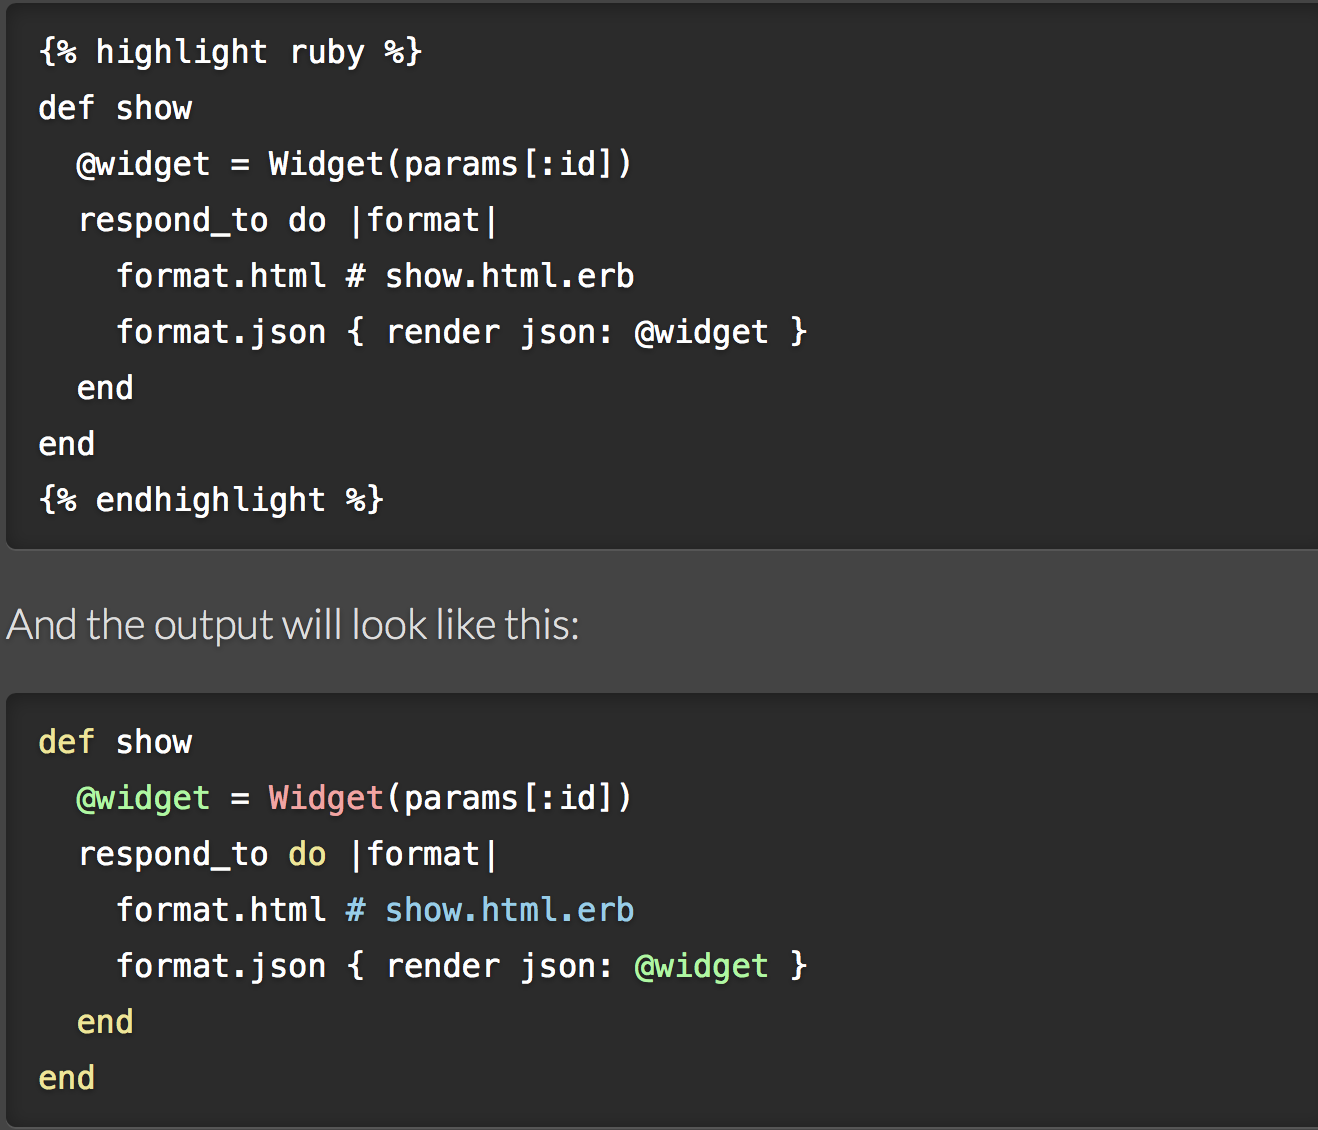 {% highlight ruby %}
def show
  @widget = Widget(params[:id])
  respond_to do |format|
    format.html # show.html.erb
    format.json { render json: @widget }
  end
end
{% endhighlight %}
And the output will look like this:
def show
  @widget = Widget(params[:id])
  respond_to do |format|
    format.html # show.html.erb
    format.json { render json: @widget }
  end
end